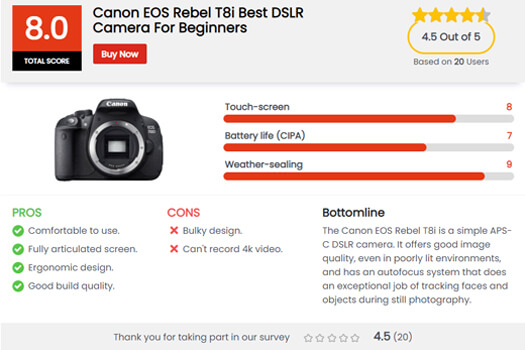 8.0
TOTAL SCORE
Canon EOS Rebel T8i Best DSLR
Camera For Beginners
Buy Now
4.5 Out of 5
Based on 20 Users
Canon
Touch-screen 8
Battery life (CIPA) 7
Weather-sealing 9
PROS
Comfortable to use.
Fully articulated screen.
Ergonomic design.
Good build quality.
CONS
Bulky design.
Can't record 4k video.
Bottomline
The Canon EOS Rebel T8i is a simple APS-
C DSLR camera. It offers good image
quality, even in poorly lit environments,
and has an autofocus system that does
an exceptional job of tracking faces and
objects during still photography.
Thank you for taking part in our survey 4.5 (20)